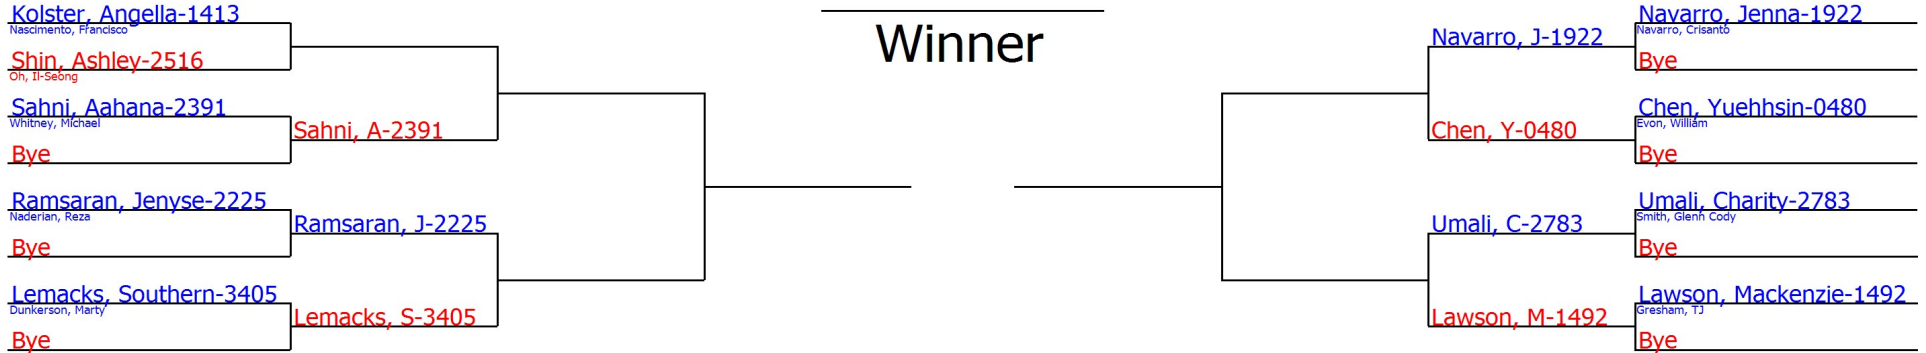 Kolster, Angella-1413
Nascimento, Francisco
Shin, Ashley-2516
Oh, Il-Seong
Sahni, Aahana-2391
Whitney, Michael
Bye
Ramsaran, Jenyse-2225
Naderian, Reza
Bye
Lemacks, Southern-3405
Dunkerson, Marty
Bye
Sahni, A-2391
Ramsaran, J-2225
Lemacks, S-3405
Winner
Navarro, J-1922
Chen, Y-0480
Umali, C-2783
Lawson, M-1492
Navarro, Jenna-1922
Navarro, Crisanto
Bye
Chen, Yuehhsin-0480
Evon, William
Bye
Umali, Charity-2783
Smith, Glenn Cody
Bye
Lawson, Mackenzie-1492
Gresham, TJ
Bye